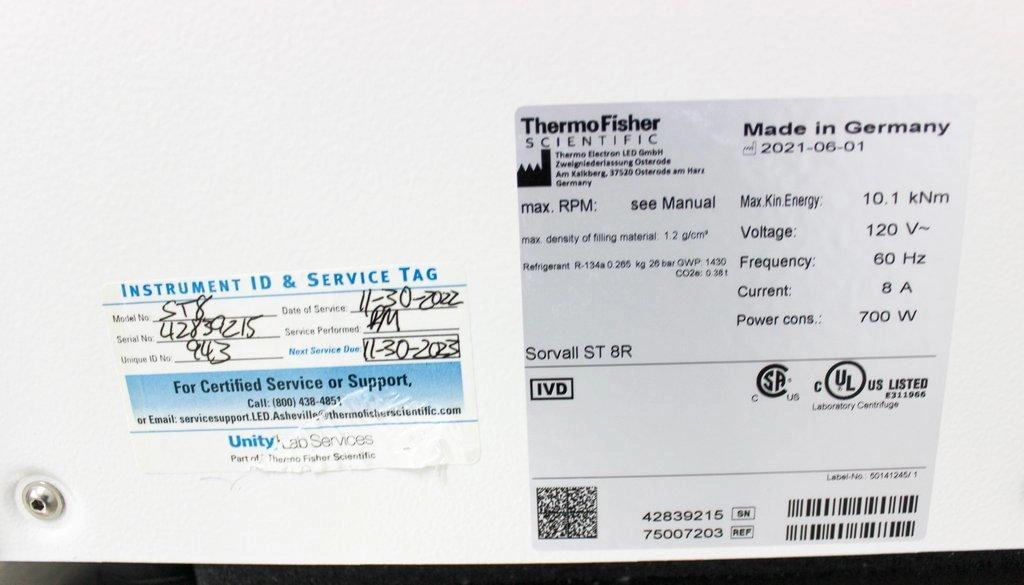 INSTRUMENT ID & SERVICE TAG
Model No: ST8
Serial No: 42839215
Unique ID No: 943
Date of Service: 11-30-2022
Service Performed: PM
Next Service Due: 11-30-2023
For Certified Service or Support,
Call: (800) 438-4851
or Email: servicesupport.LED.Asheville@thermofisherscientific.com
Unity Lab Services
Part of Thermo Fisher Scientific
ThermoFisher
SCIENTIFIC
Thermo Electron LED GmbH
Zweigniederlassung Osterode
Am Kalkberg, 37520 Osterode am Harz
Germany
Made in Germany
2021-06-01
max. RPM: see Manual
max. density of filling material: 1.2 g/cm³
Refrigerant R-134a 0.265 kg 26 bar GWP: 1430
CO2e: 0.38 t
Max.Kin.Energy: 10.1 kNm
Voltage: 120 V~
Frequency: 60 Hz
Current: 8 A
Power cons.: 700 W
Sorvall ST 8R
IVD
C SA US
C UL US LISTED
E311966
Laboratory Centrifuge
Label-No.: 50141245/ 1
42839215 SN
75007203 REF